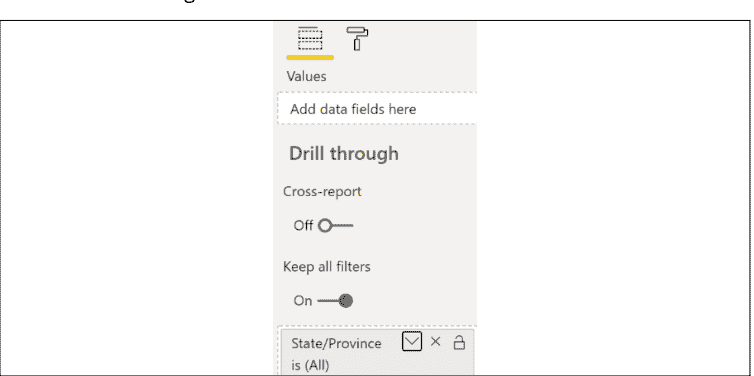 Values
Add data fields here
Drill through
Cross-report
Off
Keep all filters
On
State/Province
is (All)